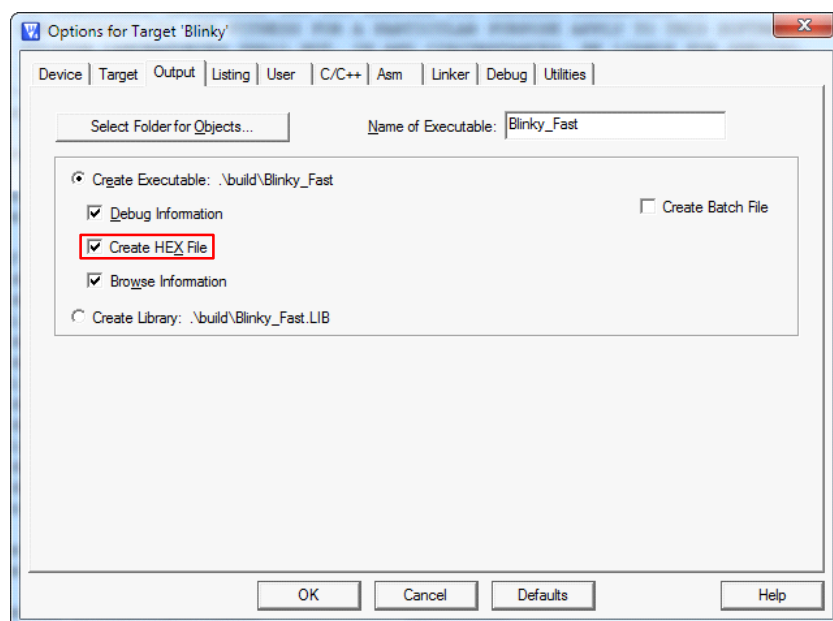 Options for Target 'Blinky'
Device Target Output Listing User C/C++ Asm Linker Debug Utilities
Select Folder for Objects... Name of Executable: Blinky_Fast
Create Executable: .\build\Blinky_Fast
Debug Information
Create Batch File
Create HEX File
Browse Information
Create Library: .\build\Blinky_Fast.LIB
OK Cancel Defaults Help